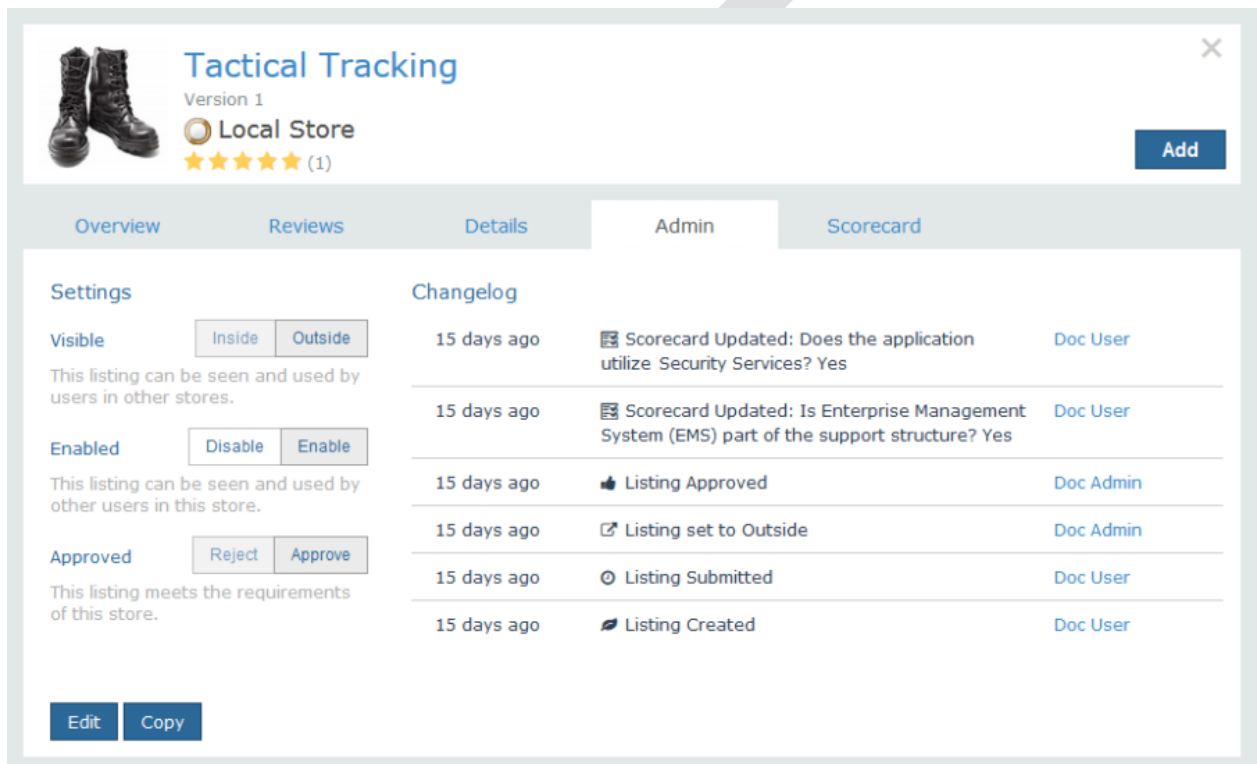 Tactical Tracking
Version 1
Local Store
(1)
Add
Overview
Reviews
Details
Admin
Scorecard
Settings
Visible
Inside
Outside
This listing can be seen and used by
users in other stores.
Enabled
Disable
Enable
This listing can be seen and used by
other users in this store.
Approved
Reject
Approve
This listing meets the requirements
of this store.
Edit
Copy
Changelog
15 days ago
Scorecard Updated: Does the application
utilize Security Services? Yes
Doc User
15 days ago
Scorecard Updated: Is Enterprise Management
System (EMS) part of the support structure? Yes
Doc User
15 days ago
Listing Approved
Doc Admin
15 days ago
Listing set to Outside
Doc Admin
15 days ago
Listing Submitted
Doc User
15 days ago
Listing Created
Doc User